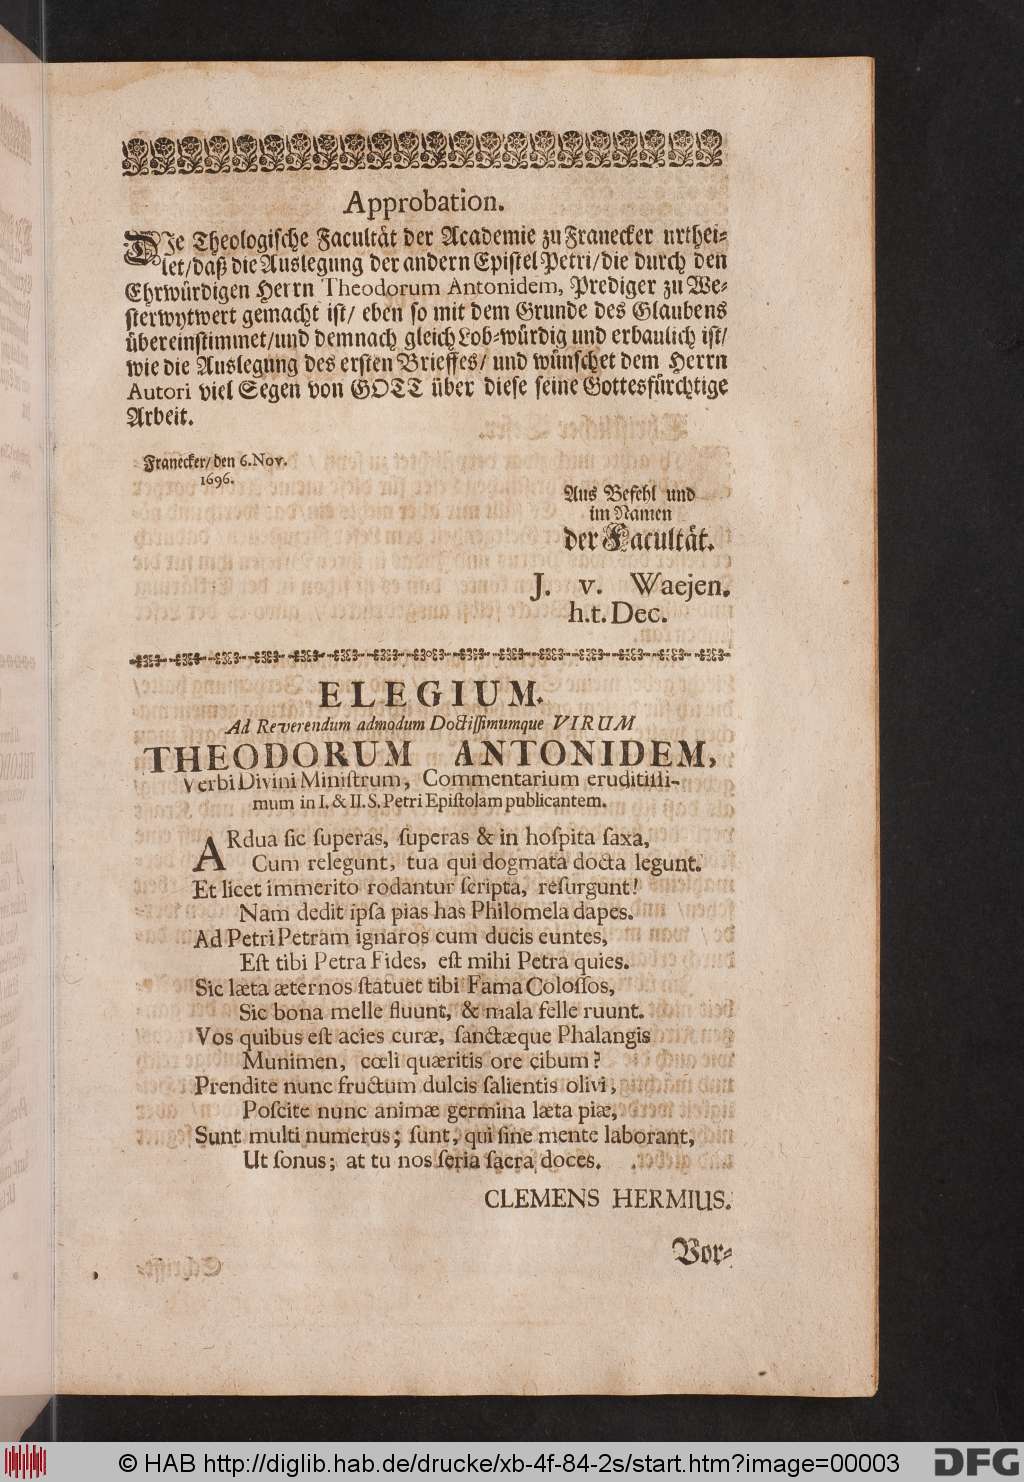 Approbation.
DJe Theologische Facultät der Academie zu Franecker urthei-
let/daß die Auslegung der andern Epistel Petri/die durch den
Ehrwürdigen Herrn Theodorum Antonidem, Prediger zu We-
sterwytwert gemacht ist/ eben so mit dem Grunde des Glaubens
übereinstimmet/und demnach gleich Lob-würdig und erbaulich ist/
wie die Auslegung des ersten Brieffes/ und wünschet dem Herrn
Autori viel Segen von GOTT über diese seine Gottesfürchtige
Arbeit.
Franecker/den 6.Nov.
1696.
Aus Befehl und
im Namen
der Facultät.
J. v. Waejen.
h.t. Dec.
ELEGIUM.
Ad Reverendum admodum Doctissimumque VIRUM
THEODORUM ANTONIDEM,
Verbi Divini Ministrum, Commentarium eruditissi-
mum in I. & II. S. Petri Epistolam publicantem.
ARdua sic superas, superas & in hospita saxa,
Cum relegunt, tua qui dogmata docta legunt.
Et licet immerito rodantur scripta, resurgunt!
Nam dedit ipsa pias has Philomela dapes.
Ad Petri Petram ignaros cum ducis euntes,
Est tibi Petra Fides, est mihi Petra quies.
Sic læta æternos statuet tibi Fama Colossos,
Sic bona melle fluunt, & mala felle ruunt.
Vos quibus est acies curæ, sanctæque Phalangis
Munimen, cœli quæritis ore cibum?
Prendite nunc fructum dulcis salientis olivi,
Poscite nunc animæ germina læta piæ,
Sunt multi numerus; sunt, qui sine mente laborant,
Ut sonus; at tu nos seria sacra doces.
CLEMENS HERMIUS.
Vor-
© HAB http://diglib.hab.de/drucke/xb-4f-84-2s/start.htm?image=00003
DFG